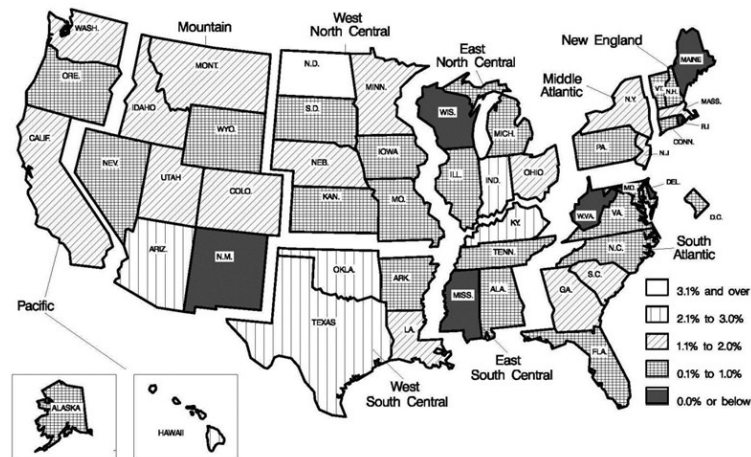 WASH.
Mountain
West
North Central
East
North Central
New England
Middle
Atlantic
MAINE
N.D.
MONT.
MINN.
VT.
N.H.
ORE.
IDAHO
S.D.
WIS.
N.Y.
MASS.
WYO.
MICH.
R.I
CONN.
CALIF.
NEB.
IOWA
PA.
N.J
NEV.
UTAH
COLO.
ILL.
IND.
OHIO
KAN.
MO.
W.VA.
MD.
DEL.
VA.
D.C.
KY.
ARIZ.
N.M.
OKLA.
ARK.
TENN.
N.C.
South
Atlantic
S.C.
MISS.
ALA.
GA.
Pacific
TEXAS
LA.
FLA.
East
South Central
West
South Central
ALASKA
HAWAII
3.1% and over
2.1% to 3.0%
1.1% to 2.0%
0.1% to 1.0%
0.0% or below